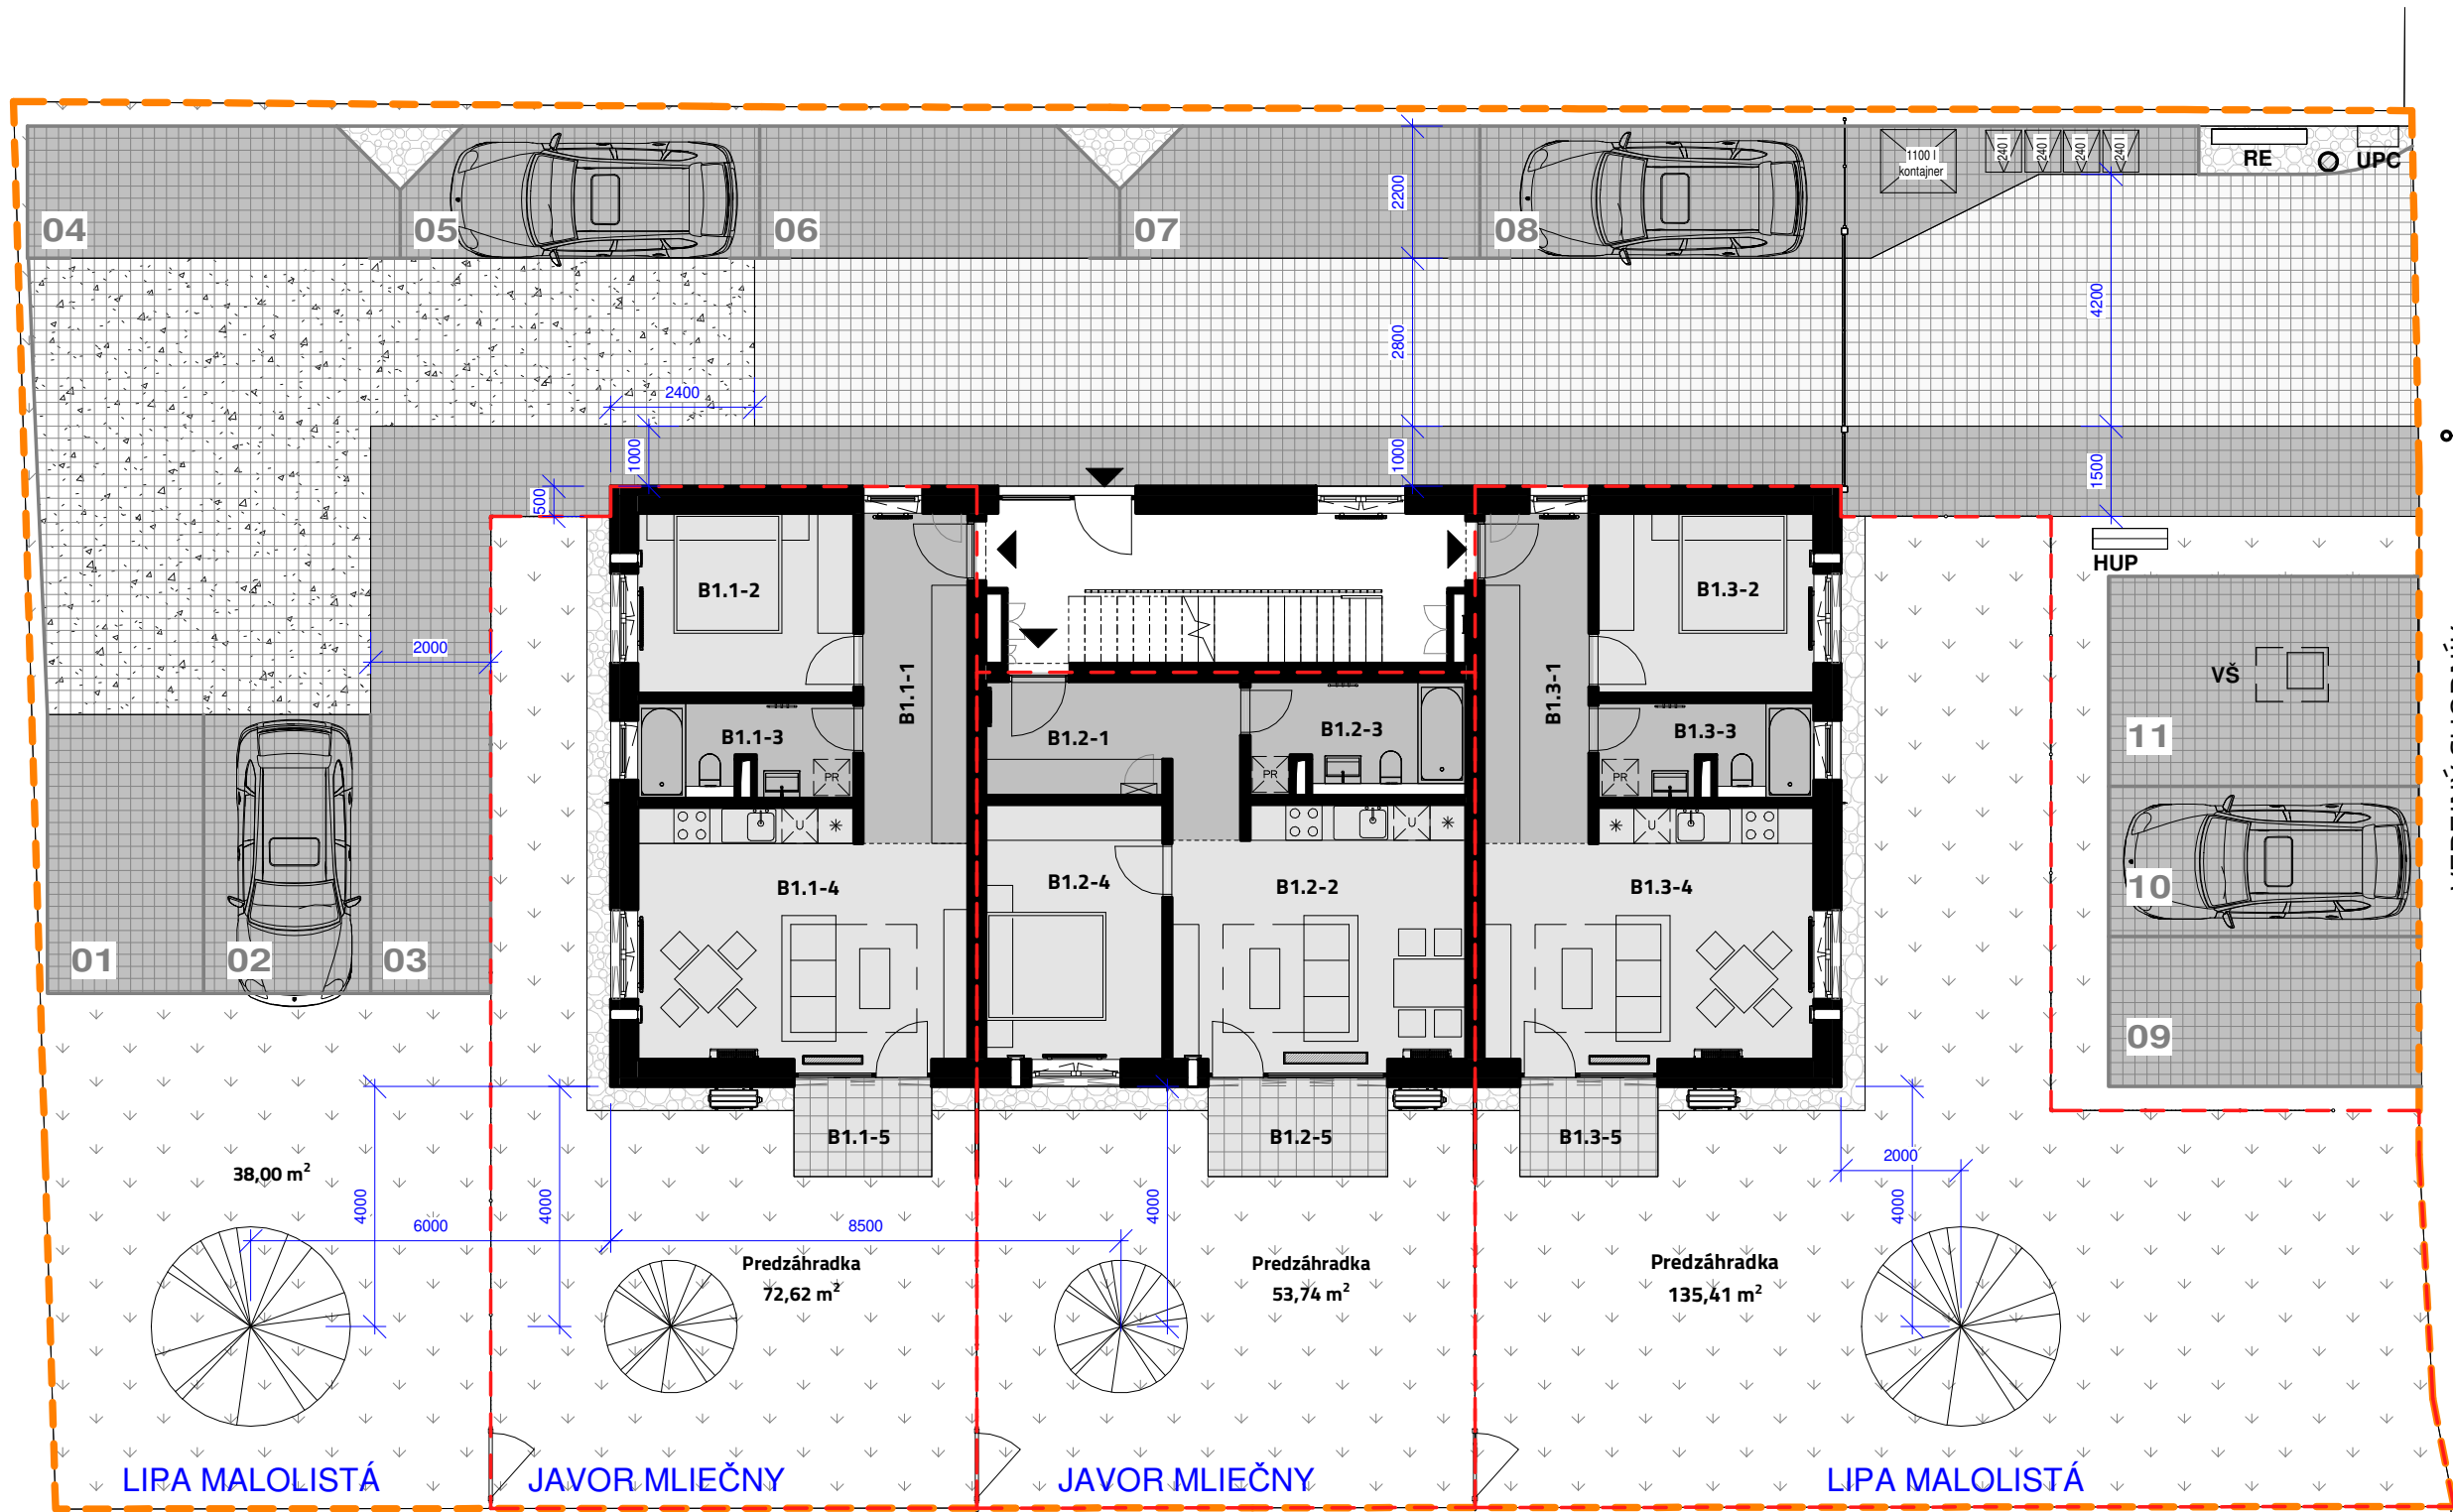 1100 l
kontajner
240 l
240 l
240 l
240 l
RE
UPC
04
05
06
07
08
2200
4200
2800
2400
1000
1000
1500
500
HUP
B1.1-2
B1.3-2
2000
B1.1-1
B1.3-1
VŠ
B1.1-3
B1.2-1
B1.2-3
B1.3-3
11
PR
PR
PR
U
U
U
B1.1-4
B1.2-4
B1.2-2
B1.3-4
10
01
02
03
09
B1.1-5
B1.2-5
B1.3-5
38,00 m²
2000
4000
4000
4000
4000
6000
8500
Predzáhradka
72,62 m²
Predzáhradka
53,74 m²
Predzáhradka
135,41 m²
LIPA MALOLISTÁ
JAVOR MLIEČNY
JAVOR MLIEČNY
LIPA MALOLISTÁ